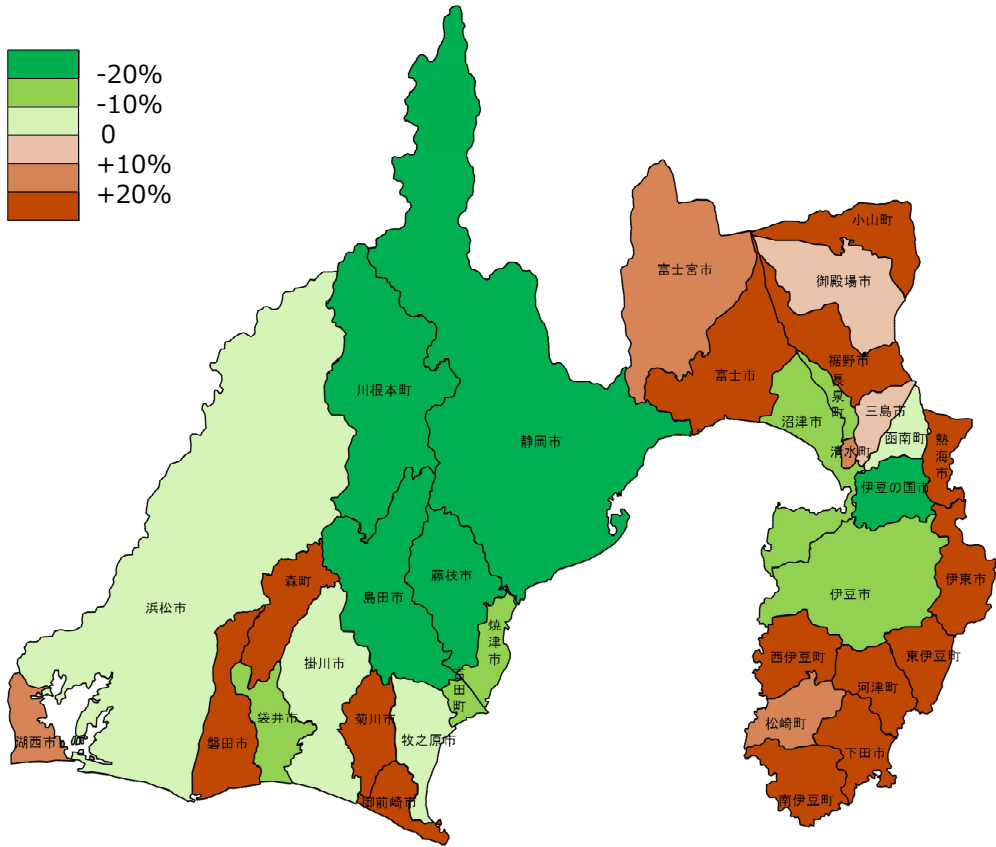 -20%
-10%
0
+10%
+20%
小山町
富士宮市
御殿場市
裾野市
富士市
長泉町
川根本町
三島市
沼津市
静岡市
函南町
熱海市
清水町
伊豆の国市
藤枝市
森町
伊東市
島田市
伊豆市
浜松市
焼津市
掛川市
西伊豆町
東伊豆町
吉田町
河津町
袋井市
菊川市
松崎町
湖西市
磐田市
牧之原市
下田市
御前崎市
南伊豆町